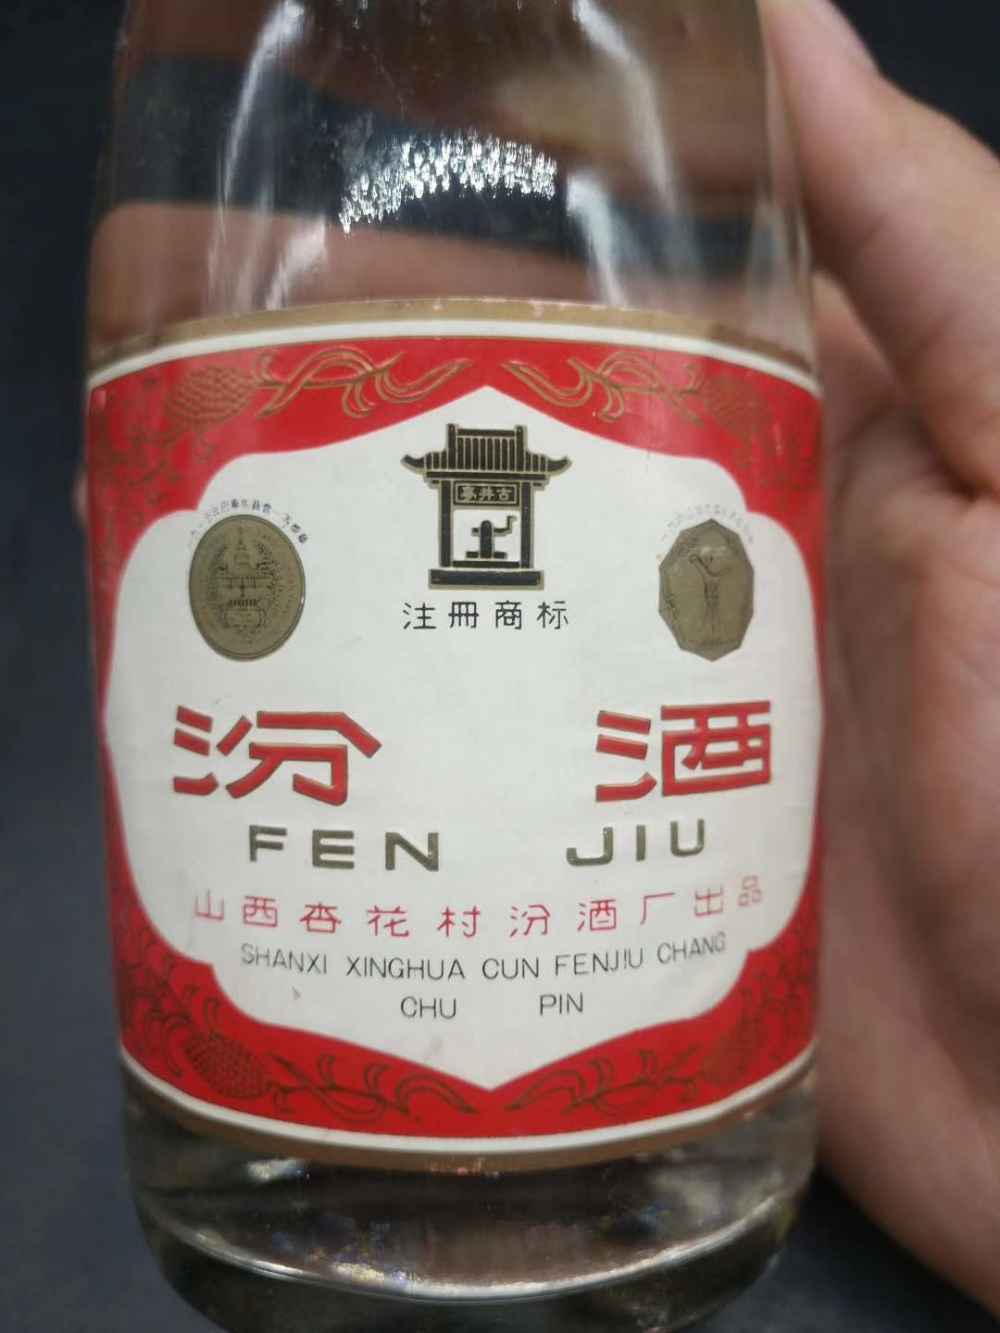 古井亭
注册商标
汾酒
FEN JIU
山西杏花村汾酒厂出品
SHANXI XINGHUA CUN FENJIU CHANG
CHU PIN